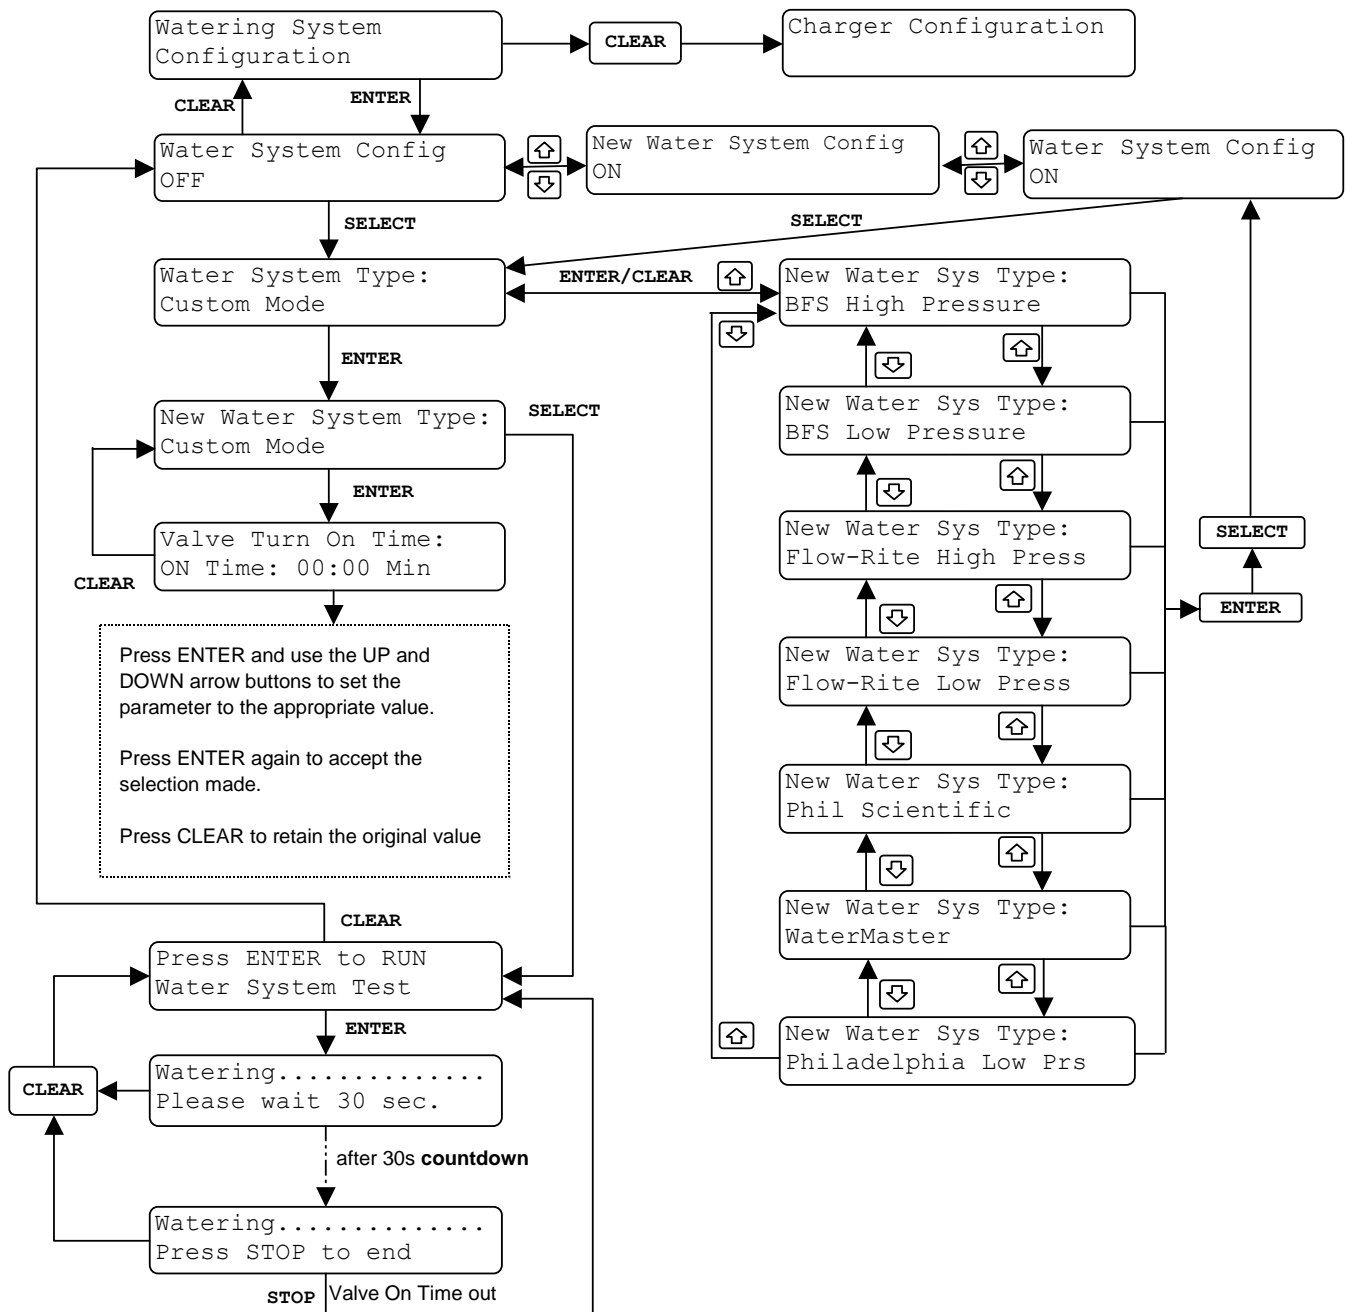 Watering System
Configuration
CLEAR
Charger Configuration
CLEAR
ENTER
Water System Config
OFF
New Water System Config
ON
Water System Config
ON
SELECT
SELECT
Water System Type:
Custom Mode
ENTER/CLEAR
New Water Sys Type:
BFS High Pressure
ENTER
New Water System Type:
Custom Mode
SELECT
New Water Sys Type:
BFS Low Pressure
ENTER
Valve Turn On Time:
ON Time: 00:00 Min
CLEAR
New Water Sys Type:
Flow-Rite High Press
SELECT
ENTER
Press ENTER and use the UP and
DOWN arrow buttons to set the
parameter to the appropriate value.
Press ENTER again to accept the
selection made.
Press CLEAR to retain the original value
New Water Sys Type:
Flow-Rite Low Press
New Water Sys Type:
Phil Scientific
New Water Sys Type:
WaterMaster
New Water Sys Type:
Philadelphia Low Prs
CLEAR
Press ENTER to RUN
Water System Test
ENTER
Watering..............
Please wait 30 sec.
CLEAR
after 30s countdown
Watering..............
Press STOP to end
STOP
Valve On Time out